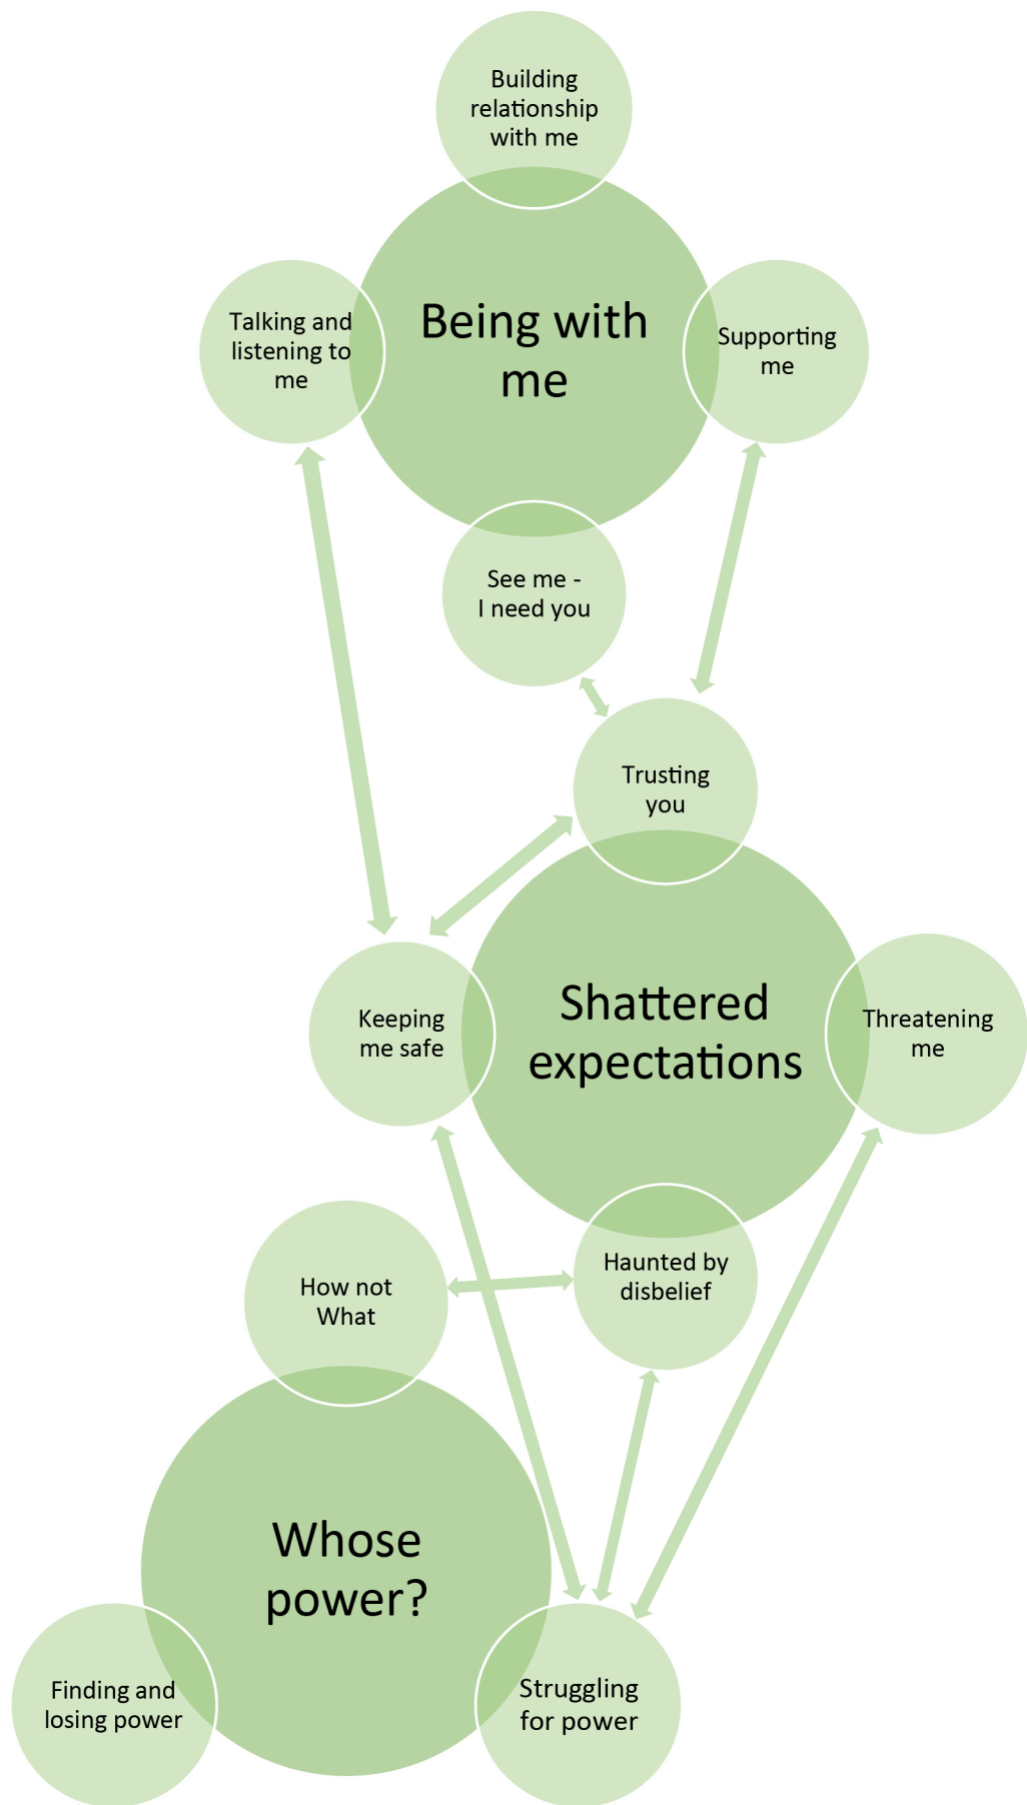 Building
relationship
with me
Being with
me
Talking and
listening to
me
Supporting
me
See me -
I need you
Trusting
you
Shattered
expectations
Keeping
me safe
Threatening
me
Haunted by
disbelief
How not
What
Whose
power?
Finding and
losing power
Struggling
for power